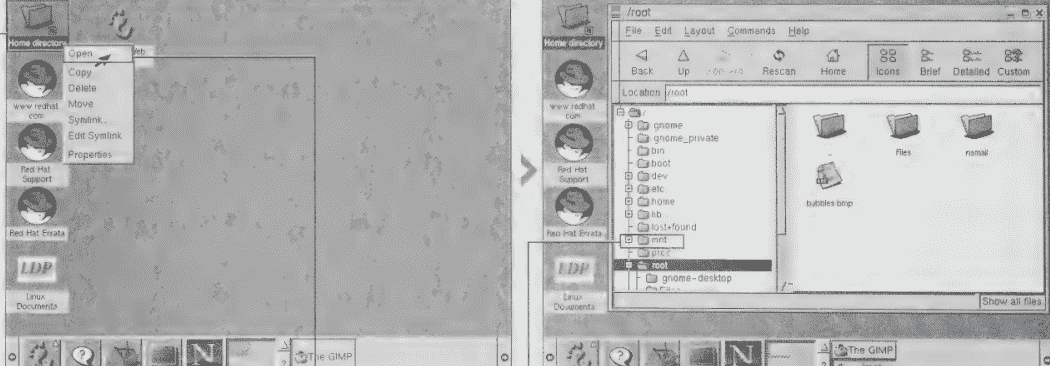 Home directory
Web
Open
Copy
Delete
Move
Symlink..
Edit Symlink
Properties
www redhat
com
Red Hat
Support
Red Hat Errata
LDP
Linux
Documents
N
The GIMP
Home directory
www redhat
com
Red Hat
Support
Red Hat Errata
LDP
Linux
Documents
/root
File Edit Layout Commands Help
Back Up Rescan Home Icons Brief Detailed Custom
Location /root
/
.gnome
.gnome_private
bin
boot
dev
etc
home
lib
lost+found
mnt
proc
root
.gnome-desktop
..
Files
nsmail
bubbles.bmp
Show all files
N
The GIMP